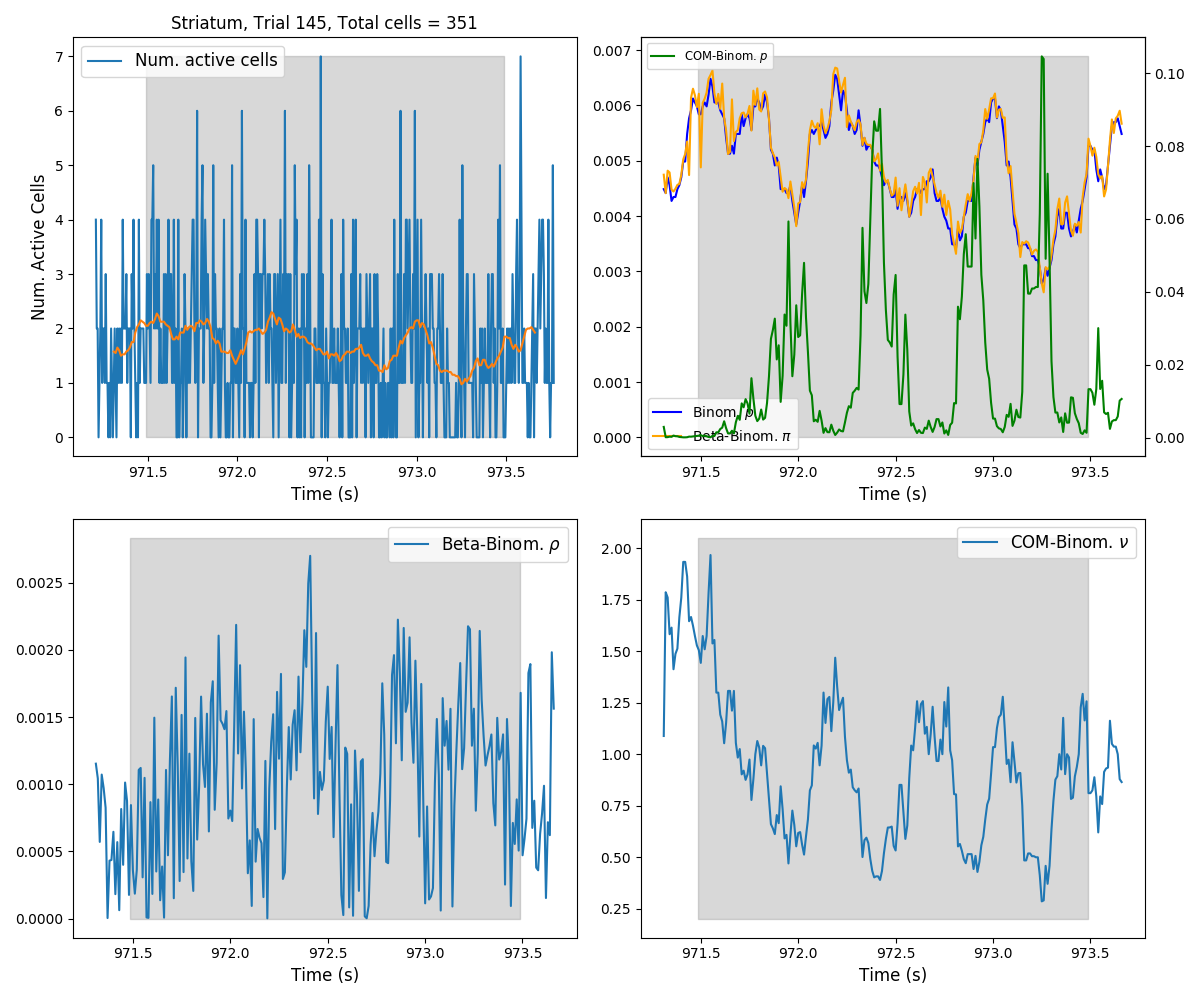 Striatum, Trial 145, Total cells = 351
Num. active cells
Num. Active Cells
7
6
5
4
3
2
1
0
971.5 972.0 972.5 973.0 973.5
Time (s)
COM-Binom. p
0.007
0.006
0.005
0.004
0.003
0.002
0.001
0.000
0.10
0.08
0.06
0.04
0.02
0.00
Binom. p
Beta-Binom. π
971.5 972.0 972.5 973.0 973.5
Time (s)
Beta-Binom. ρ
0.0025
0.0020
0.0015
0.0010
0.0005
0.0000
971.5 972.0 972.5 973.0 973.5
Time (s)
COM-Binom. ν
2.00
1.75
1.50
1.25
1.00
0.75
0.50
0.25
971.5 972.0 972.5 973.0 973.5
Time (s)